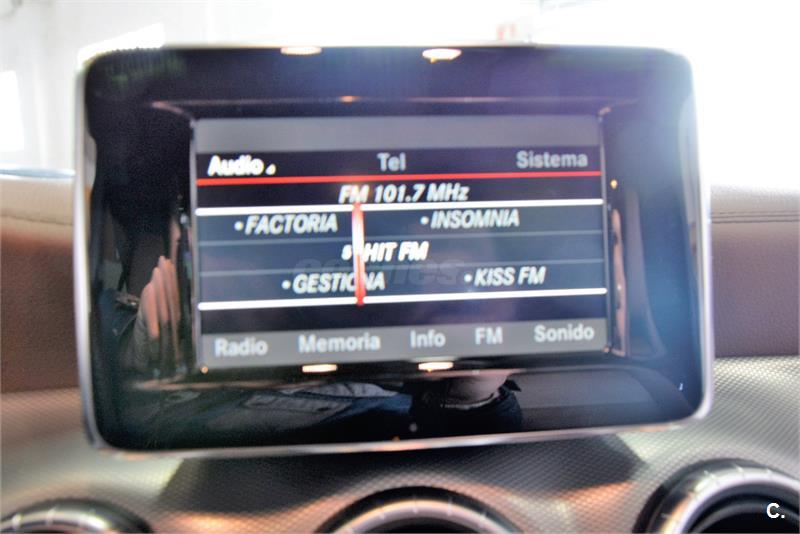 Audio Tel Sistema
FM 101.7 MHz
•FACTORIA •INSOMNIA
HIT FM
•GESTIONA •KISS FM
Radio Memoria Info FM Sonido
C.